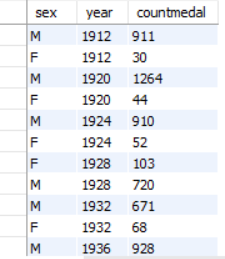 sex year countmedal
M 1912 911
F 1912 30
M 1920 1264
F 1920 44
M 1924 910
F 1924 52
F 1928 103
M 1928 720
M 1932 671
F 1932 68
M 1936 928